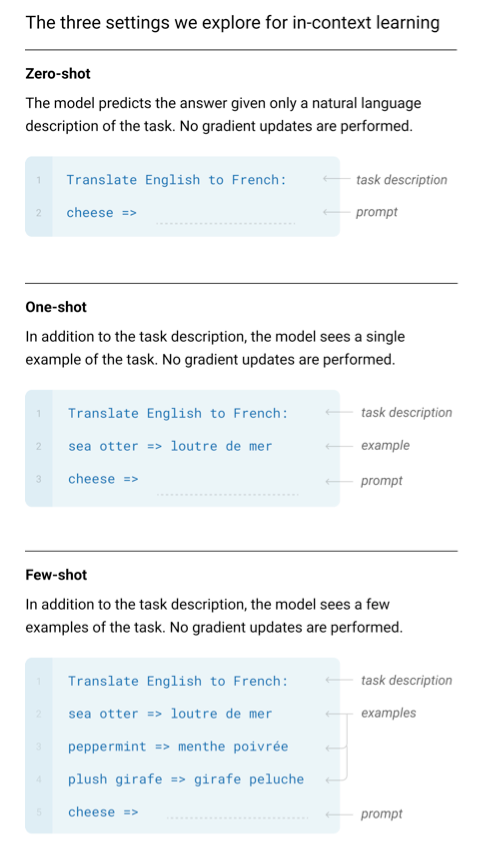 The three settings we explore for in-context learning
Zero-shot
The model predicts the answer given only a natural language
description of the task. No gradient updates are performed.
1 Translate English to French: task description
2 cheese => prompt
One-shot
In addition to the task description, the model sees a single
example of the task. No gradient updates are performed.
1 Translate English to French: task description
2 sea otter => loutre de mer example
3 cheese => prompt
Few-shot
In addition to the task description, the model sees a few
examples of the task. No gradient updates are performed.
1 Translate English to French: task description
2 sea otter => loutre de mer examples
3 peppermint => menthe poivrée
4 plush girafe => girafe peluche
5 cheese => prompt